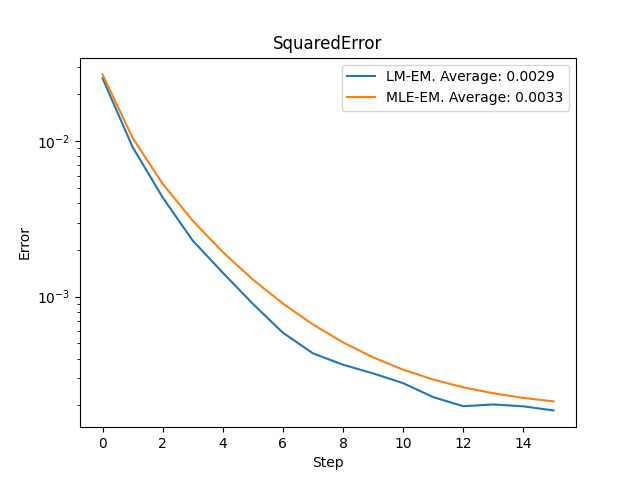 SquaredError
LM-EM. Average: 0.0029
MLE-EM. Average: 0.0033
10⁻²
10⁻³
Error
0 2 4 6 8 10 12 14
Step